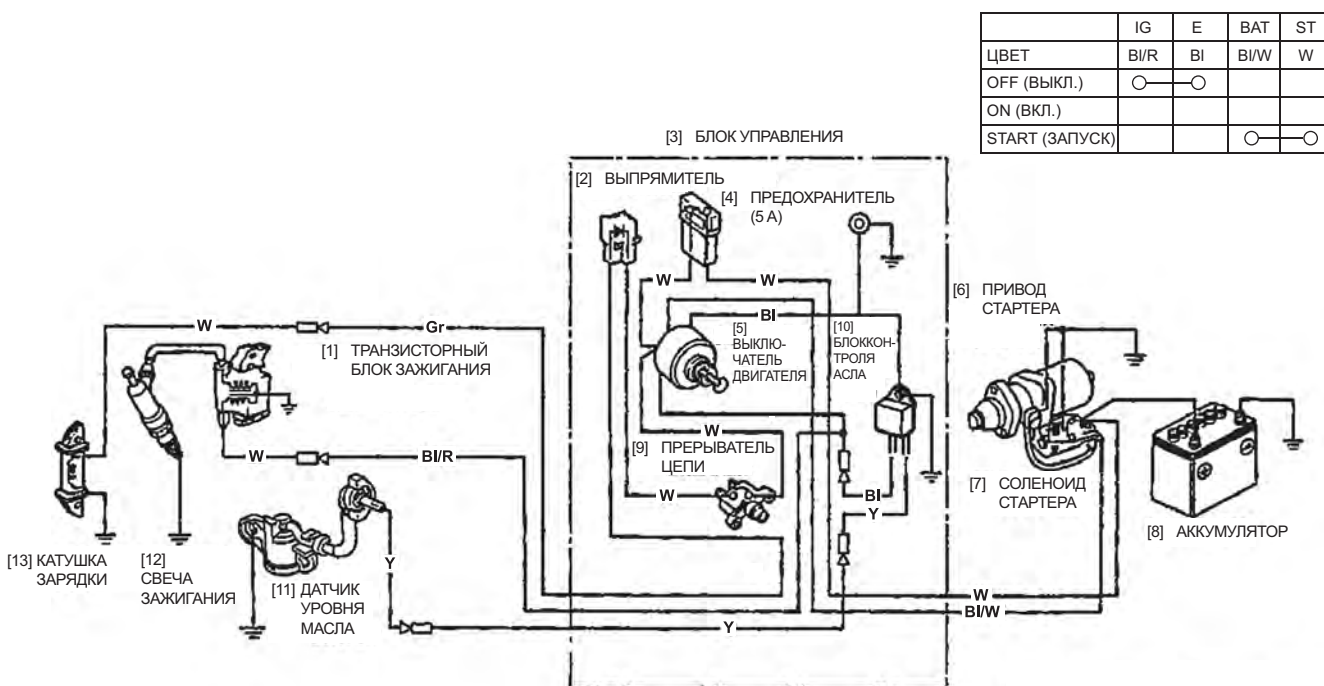 IG E BAT ST
ЦВЕТ Bl/R Bl Bl/W W
OFF (ВЫКЛ.)
ON (ВКЛ.)
START (ЗАПУСК)
[3] БЛОК УПРАВЛЕНИЯ
[2] ВЫПРЯМИТЕЛЬ
[4] ПРЕДОХРАНИТЕЛЬ
(5 А)
W
W
[6] ПРИВОД
СТАРТЕРА
W
Gr
Bl
[1] ТРАНЗИСТОРНЫЙ
БЛОК ЗАЖИГАНИЯ
[5]
ВЫКЛЮ-
ЧАТЕЛЬ
ДВИГАТЕЛЯ
[10]
БЛОККОН-
ТРОЛЯ
АСЛА
W
[9] ПРЕРЫВАТЕЛЬ
ЦЕПИ
W
Bl/R
W
Bl
Y
[7] СОЛЕНОИД
СТАРТЕРА
[8] АККУМУЛЯТОР
[13] КАТУШКА
ЗАРЯДКИ
[12]
СВЕЧА
ЗАЖИГАНИЯ
[11] ДАТЧИК
УРОВНЯ
МАСЛА
Y
W
Bl/W
Y